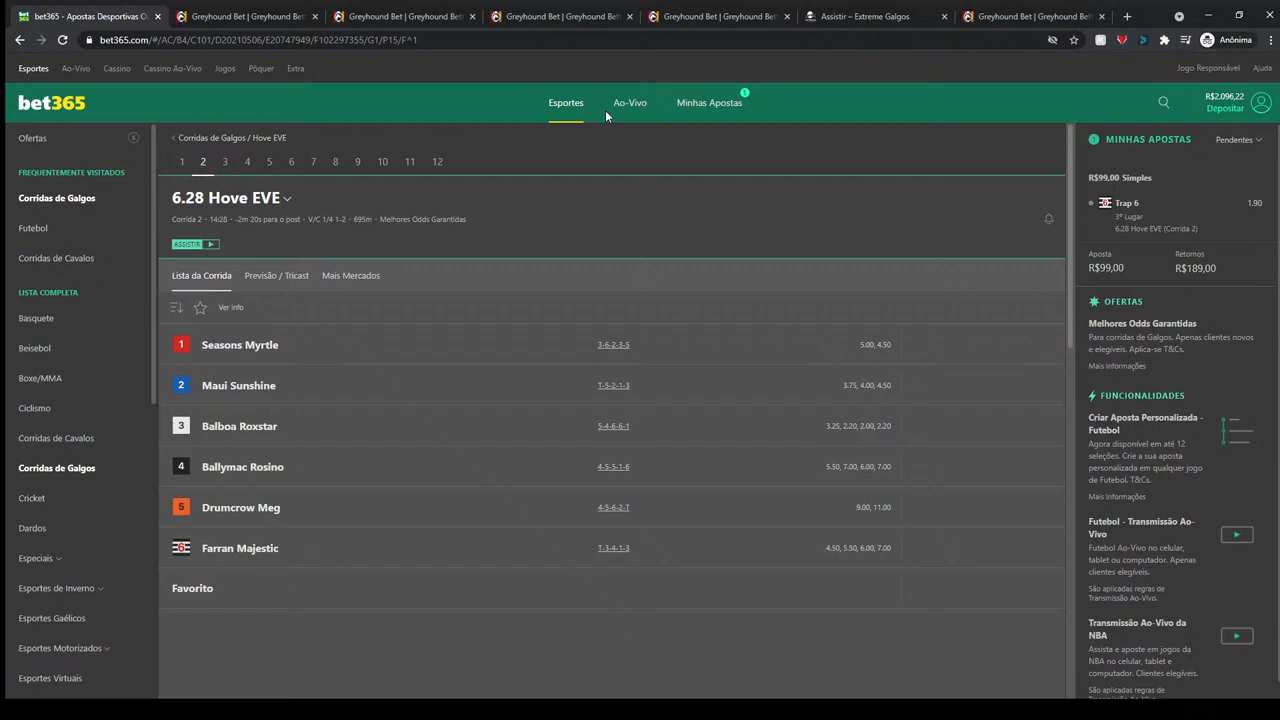 bet365 - Apostas Desportivas O
Greyhound Bet | Greyhound Bet
Greyhound Bet | Greyhound Bet
Greyhound Bet | Greyhound Bet
Greyhound Bet | Greyhound Bet
Assistir – Extreme Galgos
Greyhound Bet | Greyhound Bet
bet365.com/#/AC/B4/C101/D20210506/E20747949/F102297355/G1/P15/F^1
Anônima
Esportes Ao-Vivo Cassino Cassino Ao-Vivo Jogos Pôquer Extra
Jogo Responsável Ajuda
bet365
Esportes Ao-Vivo Minhas Apostas 1
R$2.096,22
Depositar
Ofertas 6
FREQUENTEMENTE VISITADOS
Corridas de Galgos
Futebol
Corridas de Cavalos
LISTA COMPLETA
Basquete
Beisebol
Boxe/MMA
Ciclismo
Corridas de Cavalos
Corridas de Galgos
Cricket
Dardos
Especiais
Esportes de Inverno
Esportes Gaélicos
Esportes Motorizados
Esportes Virtuais
Corridas de Galgos / Hove EVE
1 2 3 4 5 6 7 8 9 10 11 12
6.28 Hove EVE
Corrida 2 · 14:28 · -2m 20s para o post · V/C 1/4 1-2 · 695m · Melhores Odds Garantidas
ASSISTIR
Lista da Corrida Previsão / Tricast Mais Mercados
Ver info
1 Seasons Myrtle 3-6-2-3-5 5.00, 4.50
2 Maui Sunshine T-5-2-1-3 3.75, 4.00, 4.50
3 Balboa Roxstar 5-4-6-6-1 3.25, 2.20, 2.00, 2.20
4 Ballymac Rosino 4-5-5-1-6 5.50, 7.00, 6.00, 7.00
5 Drumcrow Meg 4-5-6-2-T 9.00, 11.00
6 Farran Majestic T-3-4-1-3 4.50, 5.50, 6.00, 7.00
Favorito
1 MINHAS APOSTAS Pendentes
R$99,00 Simples
6 Trap 6 1.90
3º Lugar
6.28 Hove EVE (Corrida 2)
Aposta Retornos
R$99,00 R$189,00
OFERTAS
Melhores Odds Garantidas
Para corridas de Galgos. Apenas clientes novos
e elegíveis. Aplica-se T&Cs.
Mais Informações
FUNCIONALIDADES
Criar Aposta Personalizada -
Futebol
Agora disponível em até 12
seleções. Crie a sua aposta
personalizada em qualquer jogo
de Futebol. T&Cs.
Mais Informações
Futebol - Transmissão Ao-
Vivo
Futebol Ao-Vivo no celular,
tablet ou computador. Apenas
clientes elegíveis.
São aplicadas regras de
Transmissão Ao-Vivo.
Transmissão Ao-Vivo da
NBA
Assista e aposte em jogos da
NBA no celular, tablet e
computador. Clientes elegíveis.
São aplicadas regras de